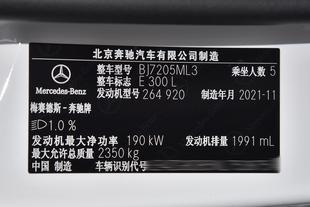 北京奔驰汽车有限公司制造
Mercedes-Benz
整车型号 BJ7205ML3 乘坐人数 5
整车型号 E 300 L
发动机型号 264 920 制造年月 2021-11
梅赛德斯－奔驰牌
1.0 %
发动机最大净功率 190 kW 发动机排量 1991 mL
最大允许总质量 2350 kg
中国 制造 车辆识别代号